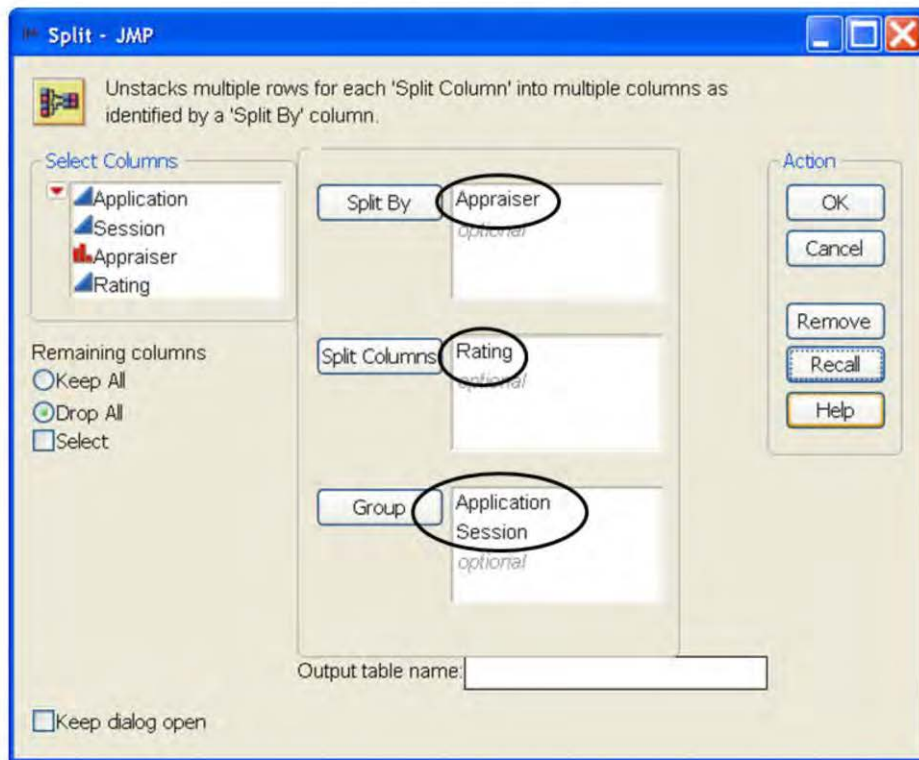 Split - JMP
Unstacks multiple rows for each 'Split Column' into multiple columns as
identified by a 'Split By' column.
Select Columns
Application
Session
Appraiser
Rating
Remaining columns
Keep All
Drop All
Select
Split By
Appraiser
optional
Split Columns
Rating
optional
Group
Application
Session
optional
Action
OK
Cancel
Remove
Recall
Help
Output table name:
Keep dialog open